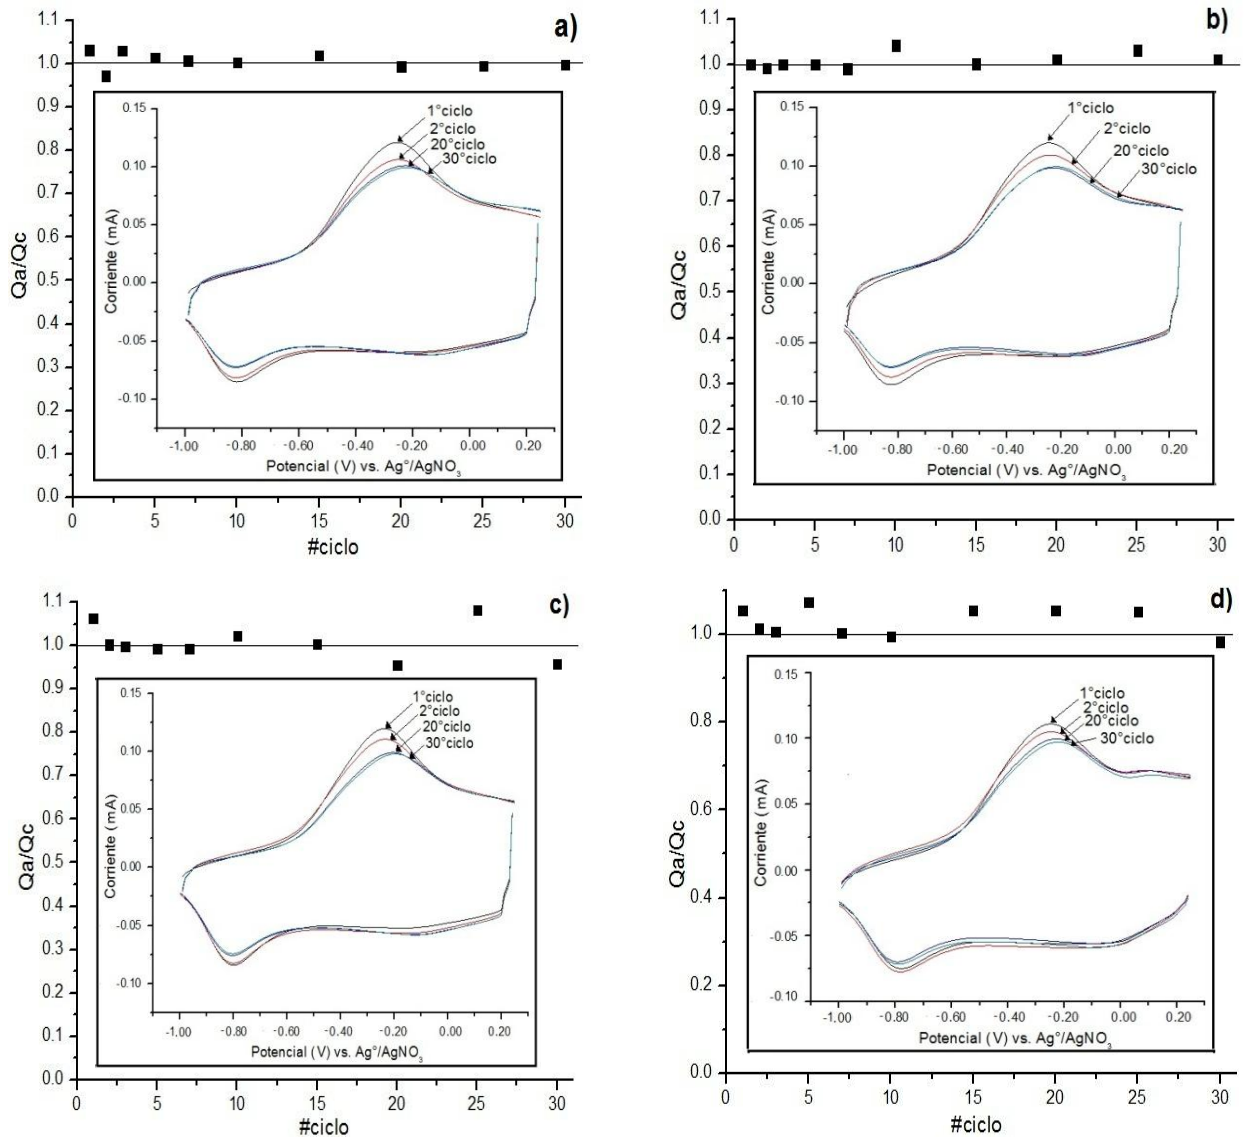 a)
1.1
1.0
0.9
0.8
0.7
0.6
0.5
0.4
0.3
0.2
0.1
0.0
Qa/Qc
0 5 10 15 20 25 30
#ciclo
0.15
0.10
0.05
0.00
-0.05
-0.10
Corriente (mA)
1°ciclo
2°ciclo
20°ciclo
30°ciclo
-1.00 -0.80 -0.60 -0.40 -0.20 0.00 0.20
Potencial (V) vs. Ag°/AgNO3
b)
1.1
1.0
0.9
0.8
0.7
0.6
0.5
0.4
0.3
0.2
0.1
0.0
Qa/Qc
0 5 10 15 20 25 30
0.15
0.10
0.05
0.00
-0.05
-0.10
Corriente (mA)
1°ciclo
2°ciclo
20°ciclo
30°ciclo
-1.00 -0.80 -0.60 -0.40 -0.20 0.00 0.20
Potencial (V) vs. Ag°/AgNO3
c)
1.1
1.0
0.9
0.8
0.7
0.6
0.5
0.4
0.3
0.2
0.1
0.0
Qa/Qc
0 5 10 15 20 25 30
#ciclo
0.15
0.10
0.05
0.00
-0.05
-0.10
Corriente (mA)
1°ciclo
2°ciclo
20°ciclo
30°ciclo
-1.00 -0.80 -0.60 -0.40 -0.20 0.00 0.20
Potencial (V) vs. Ag°/AgNO3
d)
1.0
0.8
0.6
0.4
0.2
0.0
Qa/Qc
0 5 10 15 20 25 30
#ciclo
0.15
0.10
0.05
0.00
-0.05
-0.10
Corriente (mA)
1°ciclo
2°ciclo
20°ciclo
30°ciclo
-1.00 -0.80 -0.60 -0.40 -0.20 0.00 0.20
Potencial (V) vs. Ag°/AgNO3